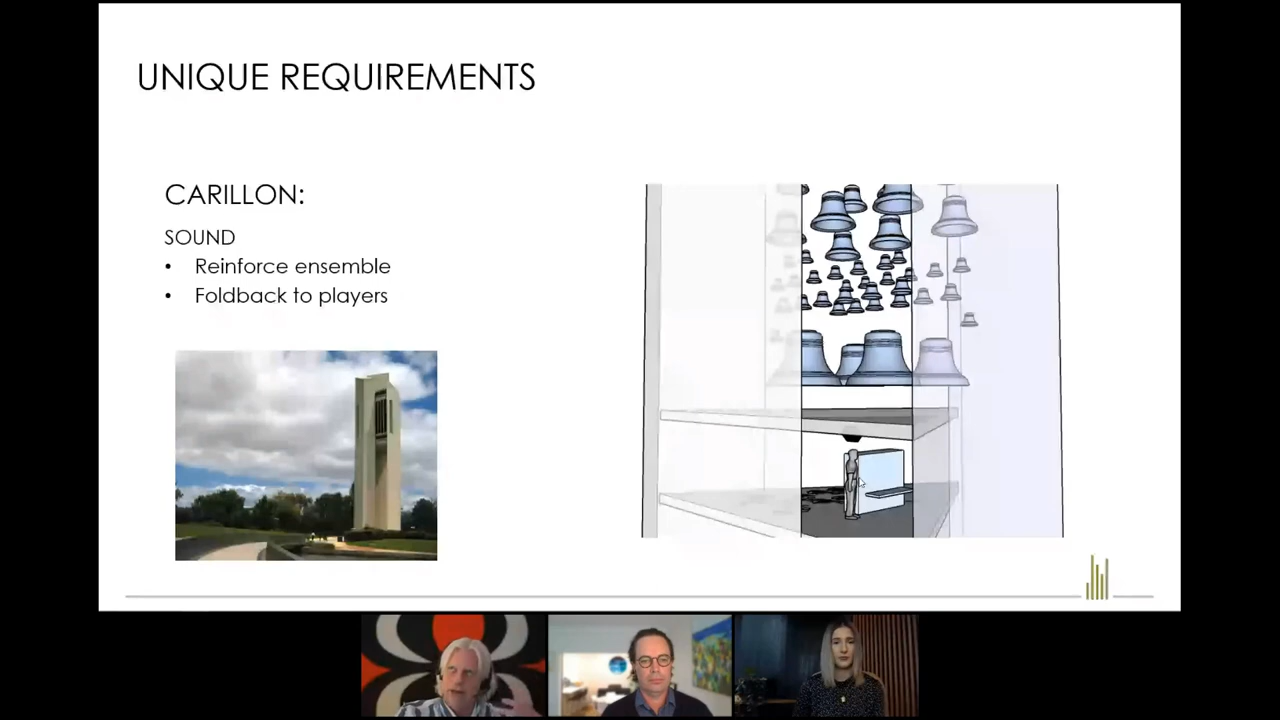 UNIQUE REQUIREMENTS
CARILLON:
SOUND
• Reinforce ensemble
• Foldback to players